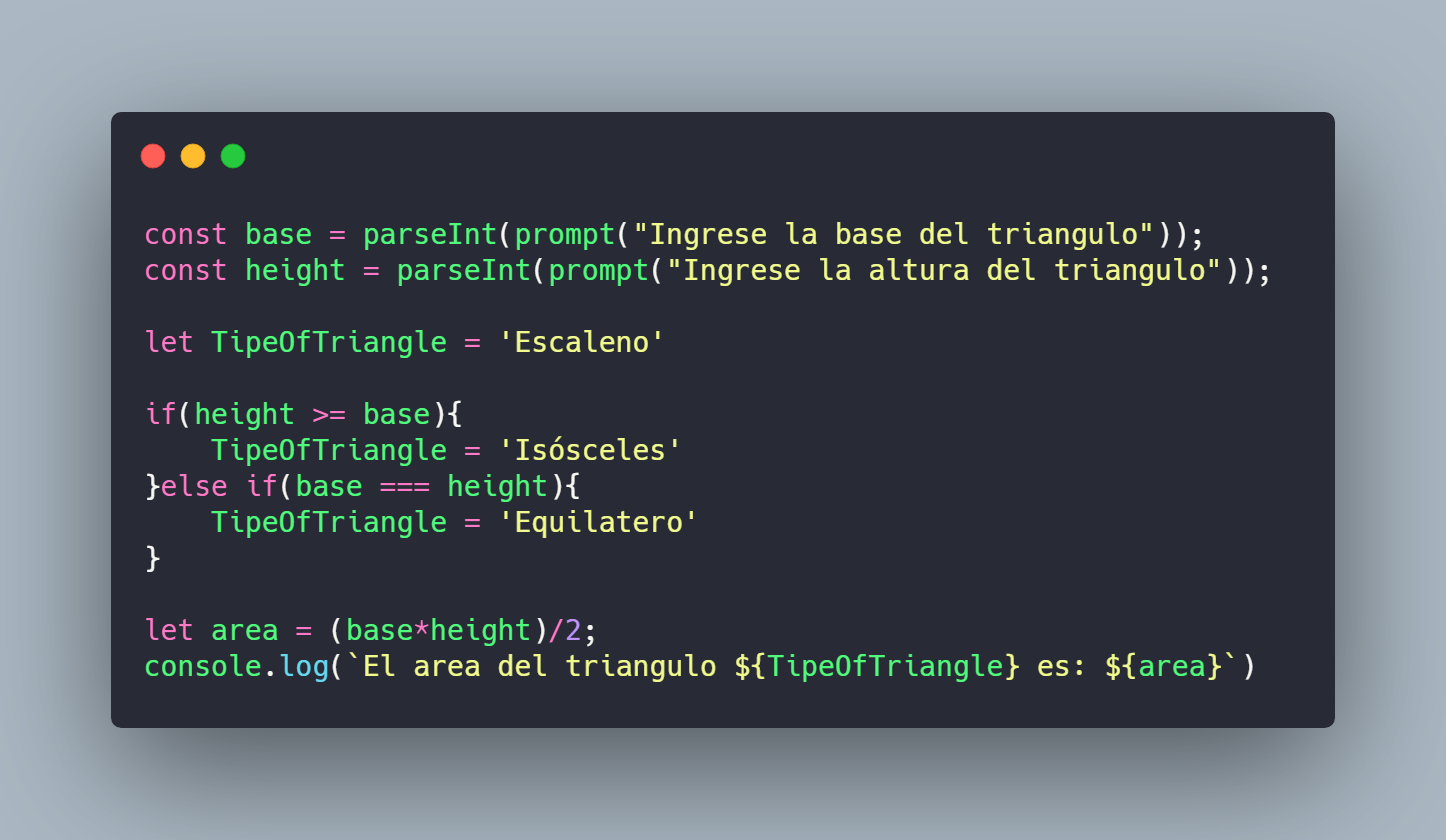 const base = parseInt(prompt("Ingrese la base del triangulo"));
const height = parseInt(prompt("Ingrese la altura del triangulo"));

let TipeOfTriangle = 'Escaleno'

if(height >= base){
    TipeOfTriangle = 'Isósceles'
}else if(base === height){
    TipeOfTriangle = 'Equilatero'
}

let area = (base*height)/2;
console.log(`El area del triangulo ${TipeOfTriangle} es: ${area}`)